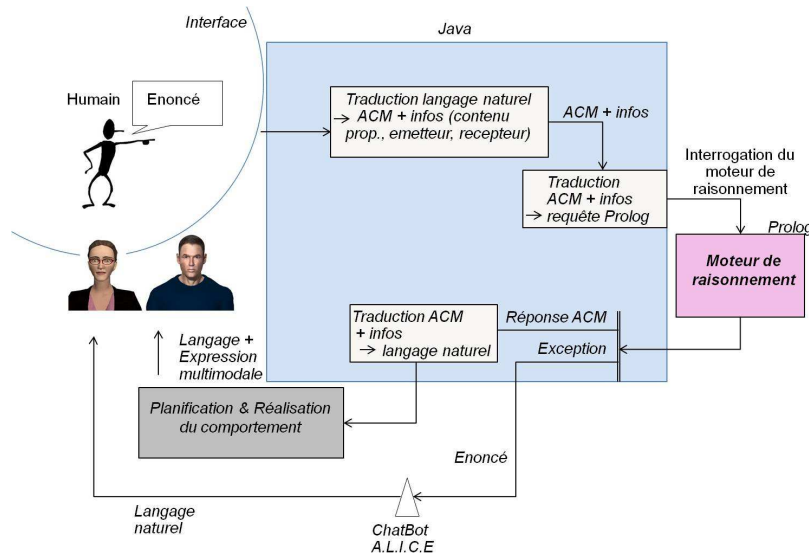 Interface
Java
Humain
Enoncé
Traduction langage naturel
→ ACM + infos (contenu
prop., emetteur, recepteur)
ACM + infos
Traduction
ACM + infos
→ requête Prolog
Interrogation du
moteur de
raisonnement
Prolog
Moteur de
raisonnement
Traduction ACM
+ infos
→ langage naturel
Réponse ACM
Exception
Langage +
Expression
multimodale
Planification & Réalisation
du comportement
Enoncé
Langage
naturel
ChatBot
A.L.I.C.E